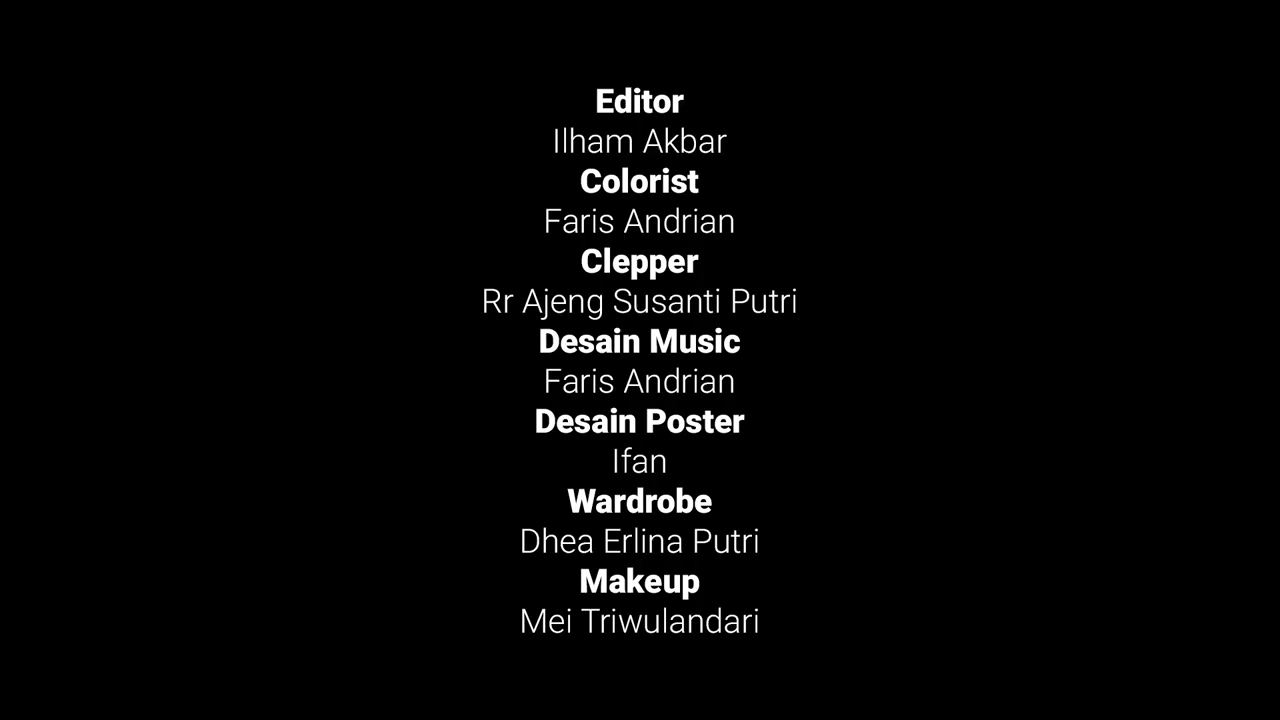 Editor
Ilham Akbar
Colorist
Faris Andrian
Clepper
Rr Ajeng Susanti Putri
Desain Music
Faris Andrian
Desain Poster
Ifan
Wardrobe
Dhea Erlina Putri
Makeup
Mei Triwulandari